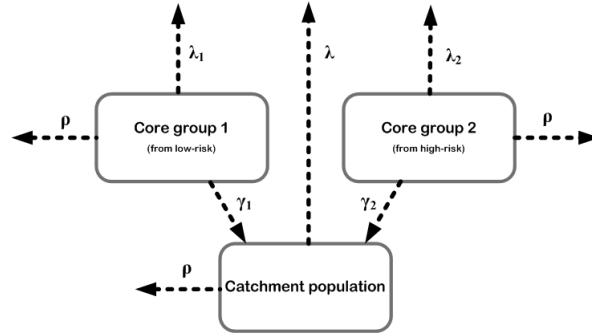 λ1
λ
λ2
ρ
Core group 1
(from low-risk)
Core group 2
(from high-risk)
ρ
γ1
γ2
ρ
Catchment population